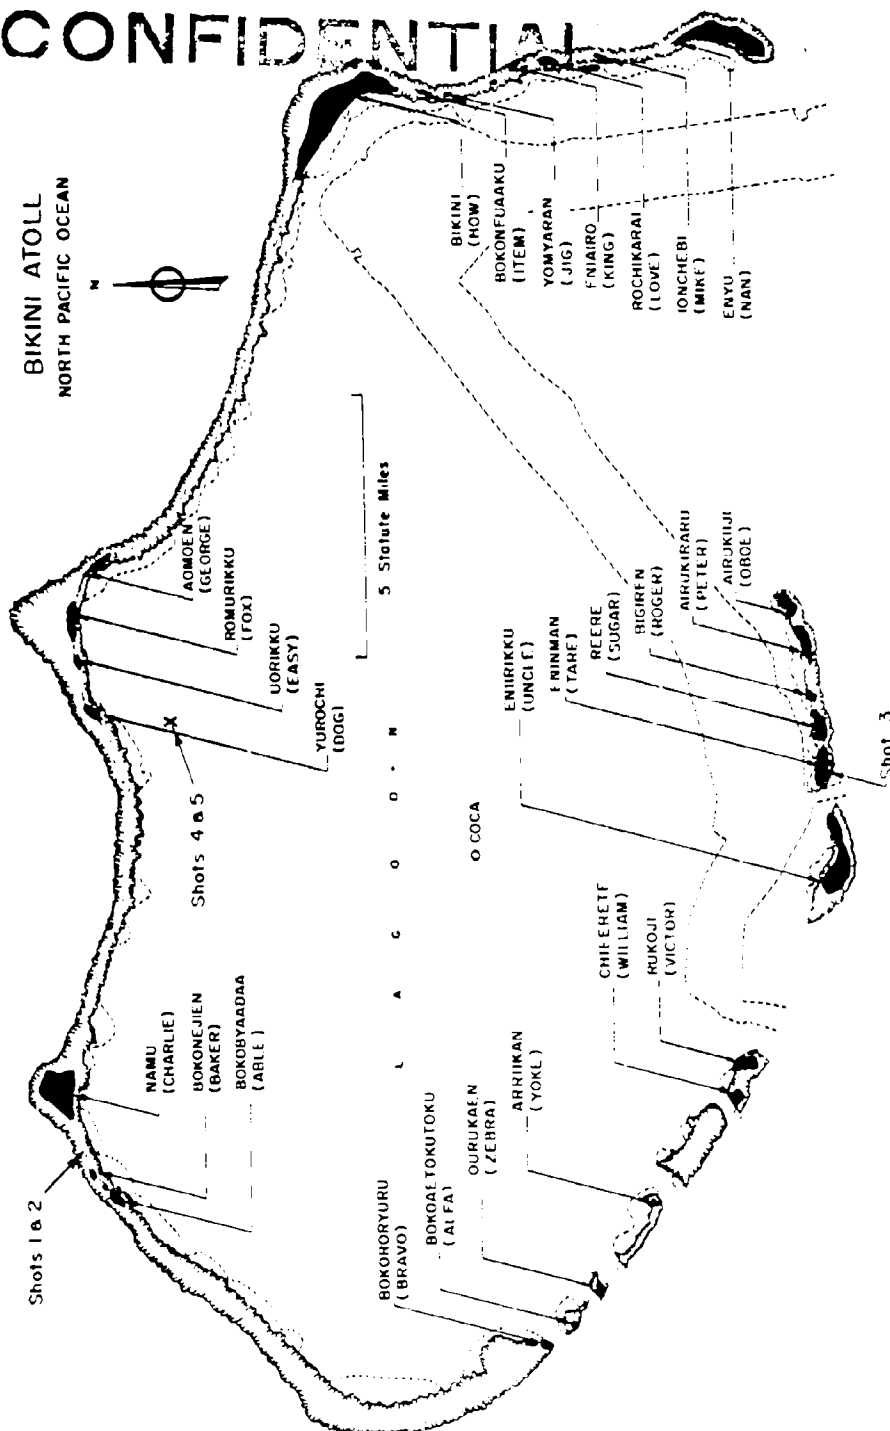 CONFIDENTIAL
BIKINI ATOLL
NORTH PACIFIC OCEAN
N
Shots 1 & 2
NAMU
(CHARLIE)
BOKONEJIEN
(BAKER)
BOKOBYAADAA
(ABLE)
Shots 4 & 5
X
YUROCHI
(DOG)
UORIKKU
(EASY)
ROMURIKKU
(FOX)
AOMOEN
(GEORGE)
5 Statute Miles
BIKINI
(HOW)
BOKONFUAAKU
(ITEM)
YOMYARAN
(JIG)
ENIAIRO
(KING)
ROCHIKARAI
(LOVE)
IONCHEBI
(MIKE)
ENYU
(NAN)
LAGOON
COCA
BOKOHORYURU
(BRAVO)
BOKOAETOKUTOKU
(ALFA)
OURUKAEN
(ZEBRA)
ARRIIKAN
(YOKE)
CHIEERETE
(WILLIAM)
RUKOJI
(VICTOR)
ENIIRIKKU
(UNCLE)
ENINMAN
(TARE)
REERE
(SUGAR)
BIGIREN
(ROGER)
AIRUKIRARU
(PETER)
AIRUKIIJI
(OBOE)
Shot 3